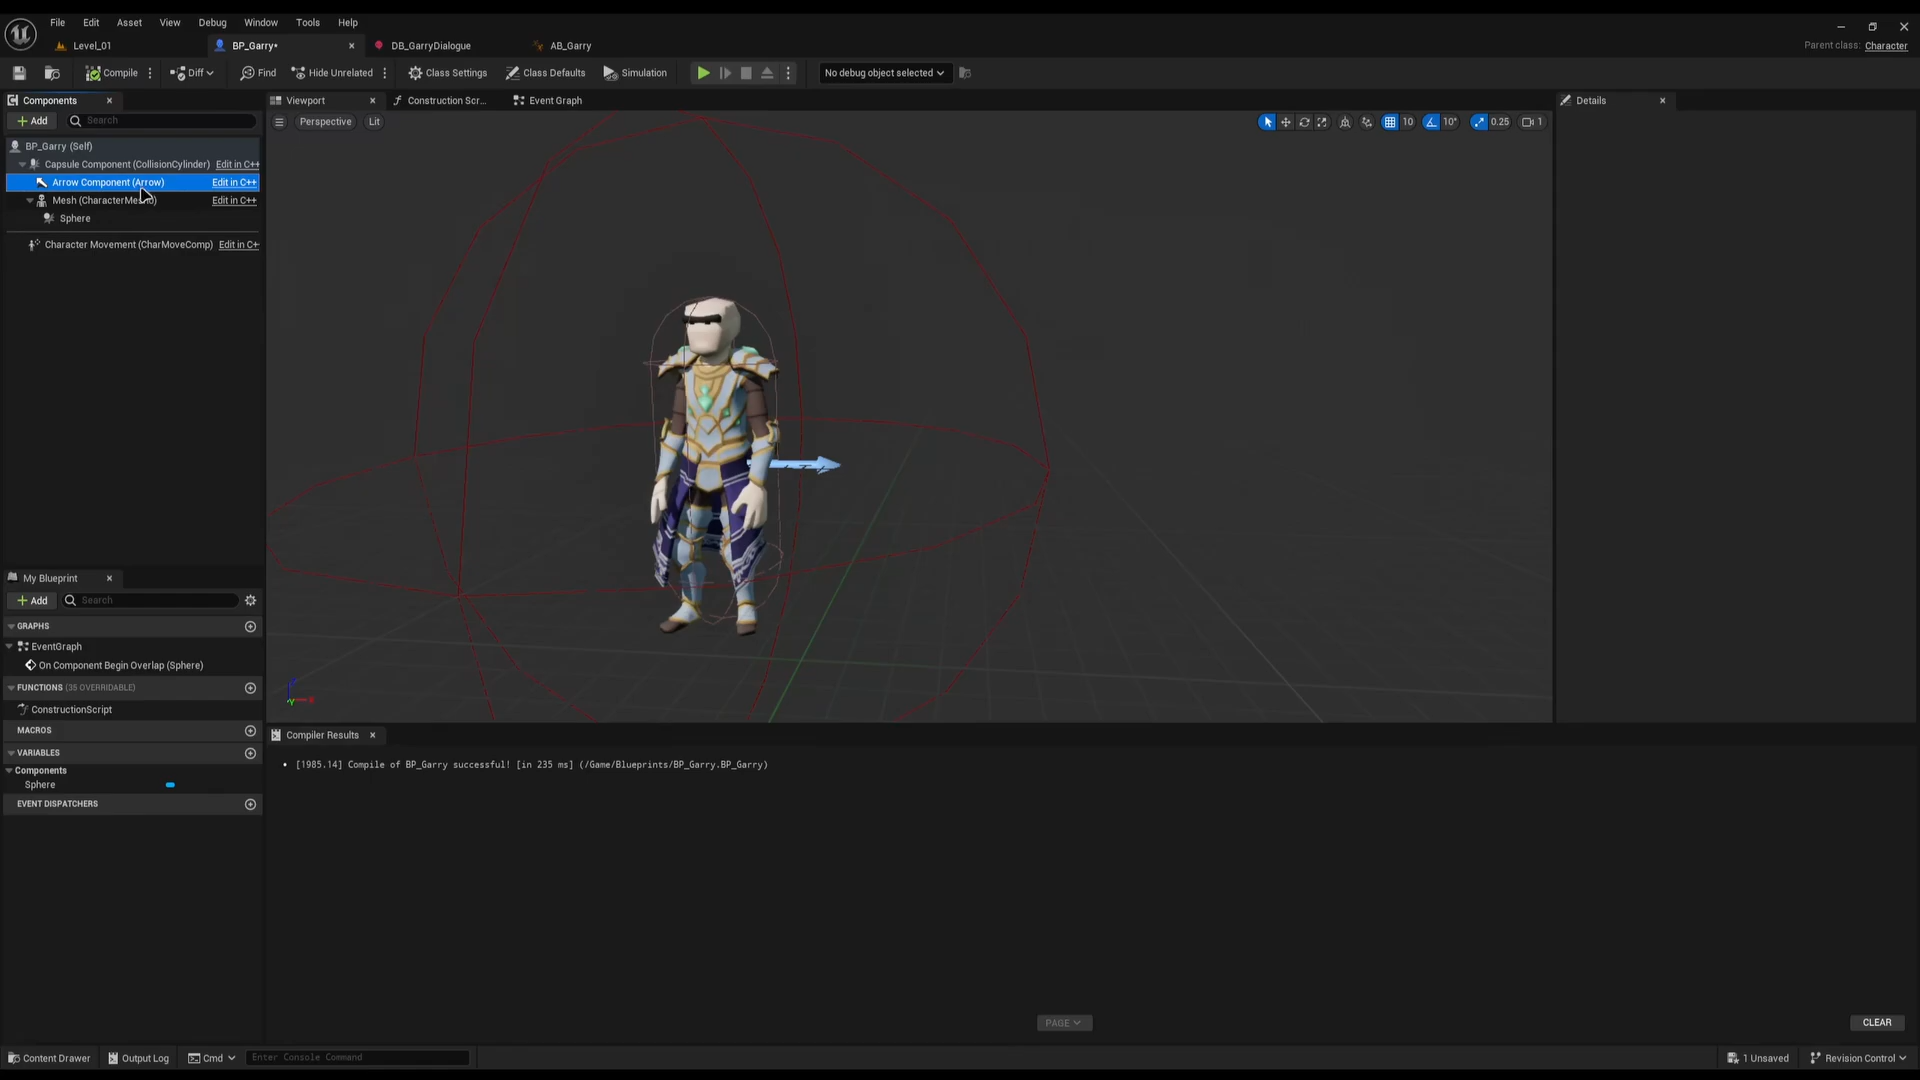 File Edit Asset View Debug Window Tools Help
Level_01 BP_Garry* DB_GarryDialogue AB_Garry
Parent class: Character
Compile Diff Find Hide Unrelated Class Settings Class Defaults Simulation No debug object selected
Components Viewport Construction Scr... Event Graph Details
+ Add Search
Perspective Lit 10 10° 0.25 1
BP_Garry (Self)
Capsule Component (CollisionCylinder) Edit in C++
Arrow Component (Arrow) Edit in C++
Mesh (CharacterMesh0) Edit in C++
Sphere
Character Movement (CharMoveComp) Edit in C+
My Blueprint
+ Add Search
GRAPHS
EventGraph
On Component Begin Overlap (Sphere)
FUNCTIONS (35 OVERRIDABLE)
ConstructionScript
MACROS
VARIABLES
Components
Sphere
EVENT DISPATCHERS
Compiler Results
[1985.14] Compile of BP_Garry successful! [in 235 ms] (/Game/Blueprints/BP_Garry.BP_Garry)
PAGE CLEAR
Content Drawer Output Log Cmd Enter Console Command 1 Unsaved Revision Control